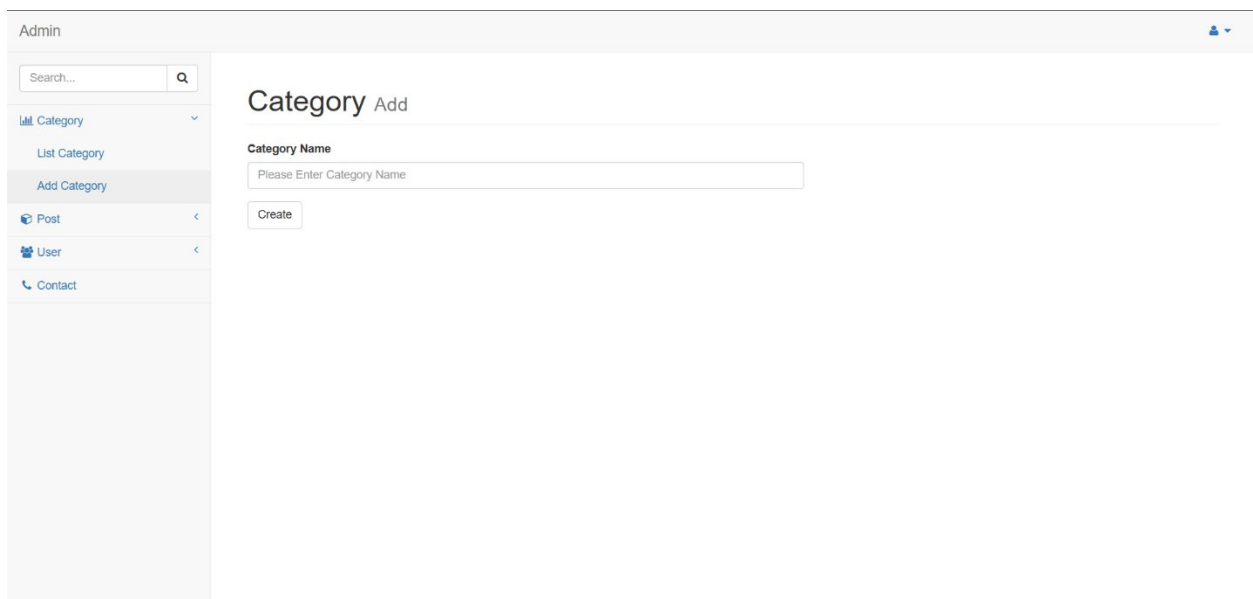 Admin
Search...
Category
List Category
Add Category
Post
User
Contact
Category Add
Category Name
Please Enter Category Name
Create